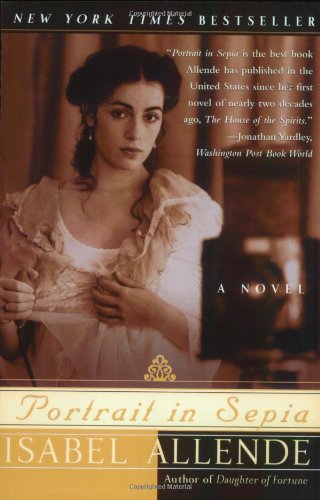 NEW YORK TIMES BESTSELLER
"Portrait in Sepia is the best book
Allende has published in the
United States since her first
novel of nearly two decades
ago, The House of the Spirits."
—Jonathan Yardley,
Washington Post Book World
A NOVEL
Portrait in Sepia
ISABEL ALLENDE
Author of Daughter of Fortune